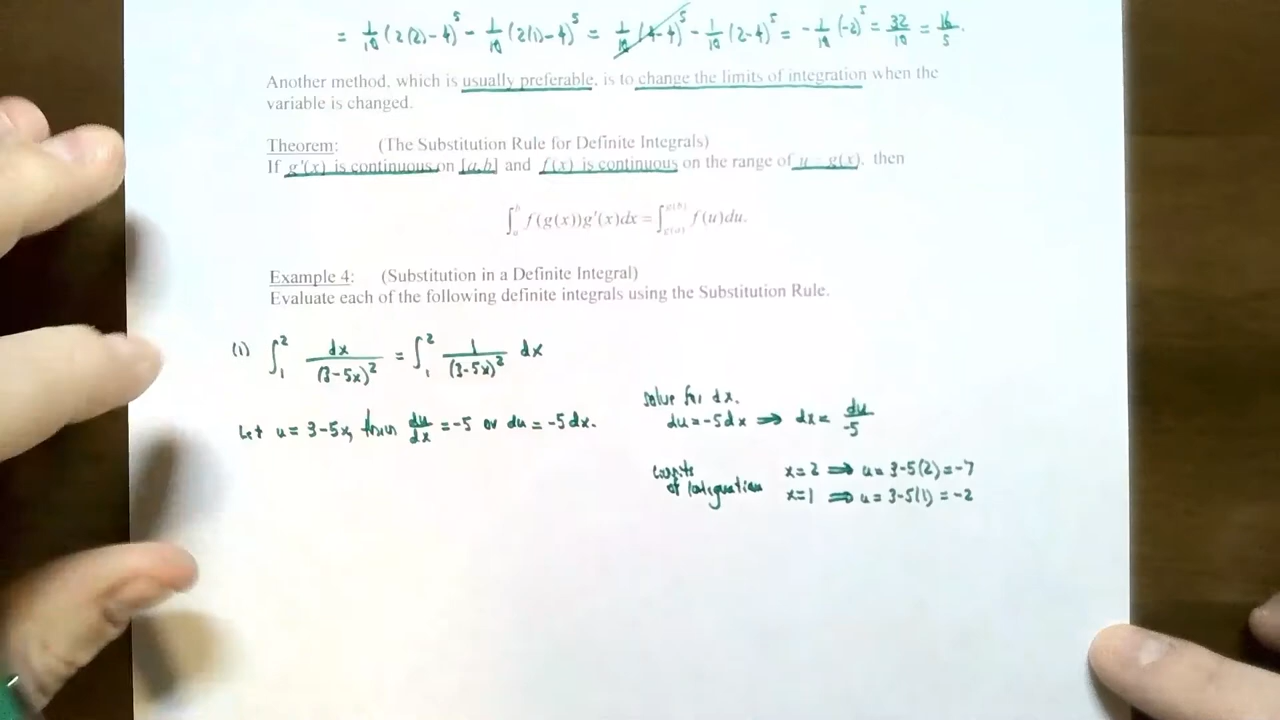 = 1/10 (2(2)-4)^5 - 1/10 (2(1)-4)^5 = 1/10 (4-4)^5 - 1/10 (2-4)^5 = -1/10 (-2)^5 = 32/10 = 16/5.
Another method, which is usually preferable, is to change the limits of integration when the
variable is changed.
Theorem: (The Substitution Rule for Definite Integrals)
If g'(x) is continuous on [a,b] and f(x) is continuous on the range of u = g(x), then
∫_a^b f(g(x))g'(x)dx = ∫_{g(a)}^{g(b)} f(u)du.
Example 4: (Substitution in a Definite Integral)
Evaluate each of the following definite integrals using the Substitution Rule.
(1) ∫_1^2 dx/(3-5x)^2 = ∫_1^2 1/(3-5x)^2 dx
solve for dx.
Let u = 3-5x, then du/dx = -5 or du = -5dx.
du = -5dx ⇒ dx = du/-5
Limits
of integration
x=2 ⇒ u = 3-5(2) = -7
x=1 ⇒ u = 3-5(1) = -2